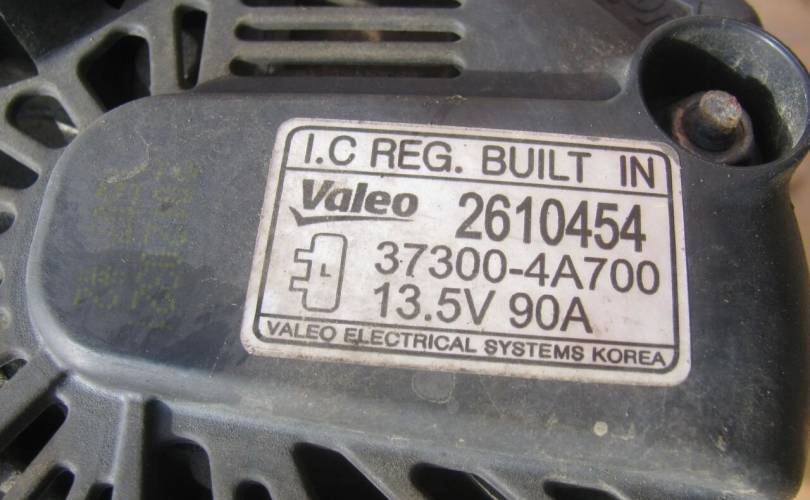 I.C REG. BUILT IN
Valeo 2610454
L 37300-4A700
13.5V 90A
VALEO ELECTRICAL SYSTEMS KOREA